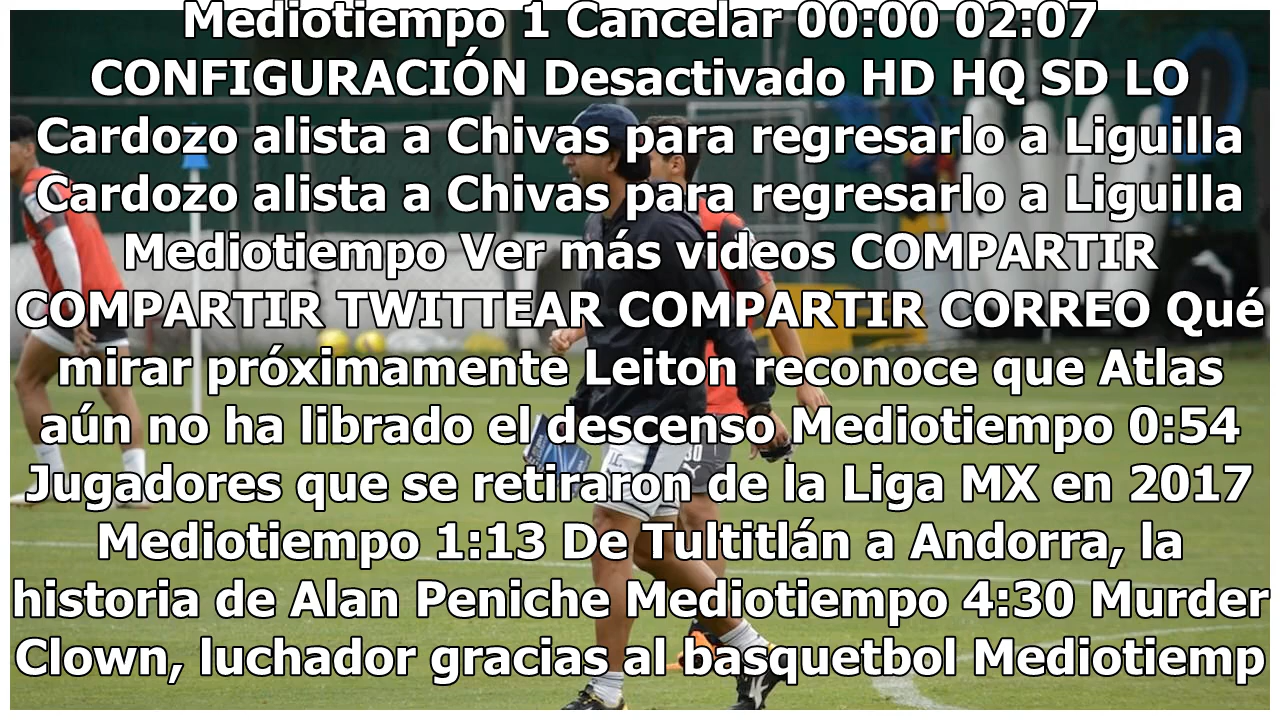 Mediotiempo 1 Cancelar 00:00 02:07
CONFIGURACIÓN Desactivado HD HQ SD LO
Cardozo alista a Chivas para regresarlo a Liguilla
Cardozo alista a Chivas para regresarlo a Liguilla
Mediotiempo Ver más videos COMPARTIR
COMPARTIR TWITTEAR COMPARTIR CORREO Qué
mirar próximamente Leiton reconoce que Atlas
aún no ha librado el descenso Mediotiempo 0:54
Jugadores que se retiraron de la Liga MX en 2017
Mediotiempo 1:13 De Tultitlán a Andorra, la
historia de Alan Peniche Mediotiempo 4:30 Murder
Clown, luchador gracias al basquetbol Mediotiemp